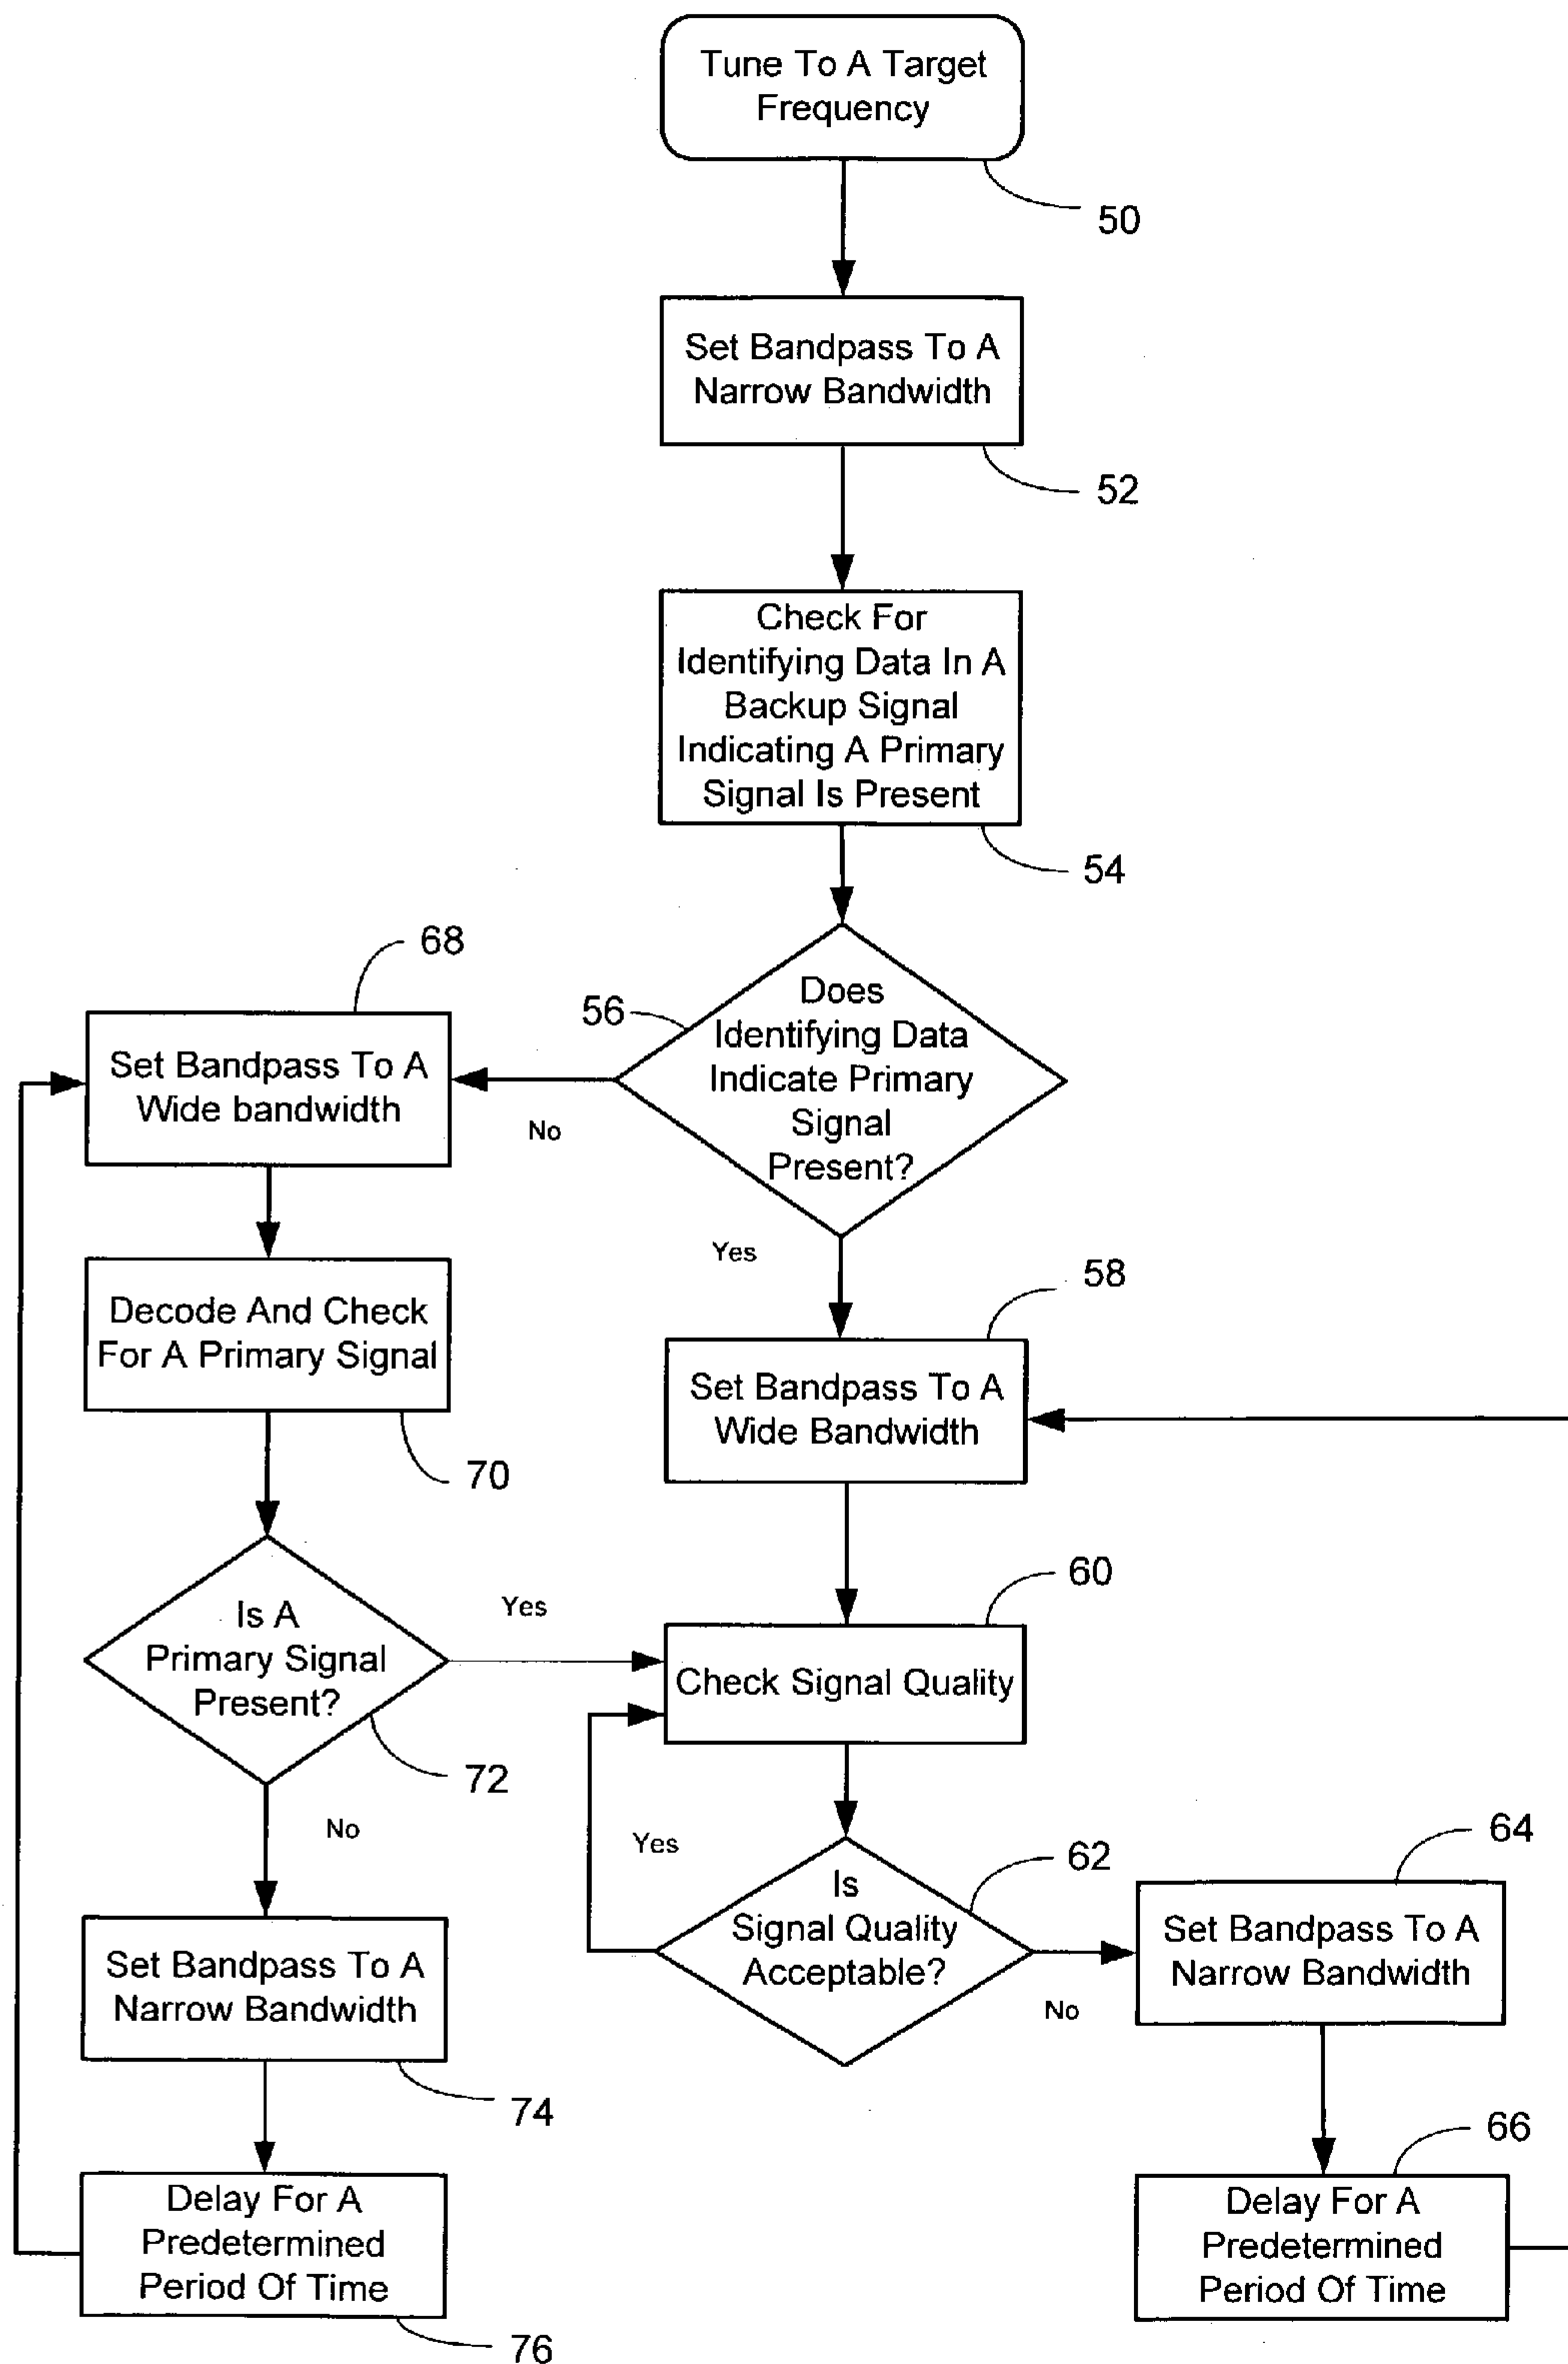 Tune To A Target
Frequency
50
Set Bandpass To A
Narrow Bandwidth
52
Check For
Identifying Data In A
Backup Signal
Indicating A Primary
Signal Is Present
54
Does
Identifying Data
Indicate Primary
Signal
Present?
56
No
Yes
68
Set Bandpass To A
Wide bandwidth
Decode And Check
For A Primary Signal
70
Is A
Primary Signal
Present?
72
Yes
No
Set Bandpass To A
Narrow Bandwidth
74
Delay For A
Predetermined
Period Of Time
76
58
Set Bandpass To A
Wide Bandwidth
60
Check Signal Quality
Yes
62
Is
Signal Quality
Acceptable?
No
64
Set Bandpass To A
Narrow Bandwidth
66
Delay For A
Predetermined
Period Of Time